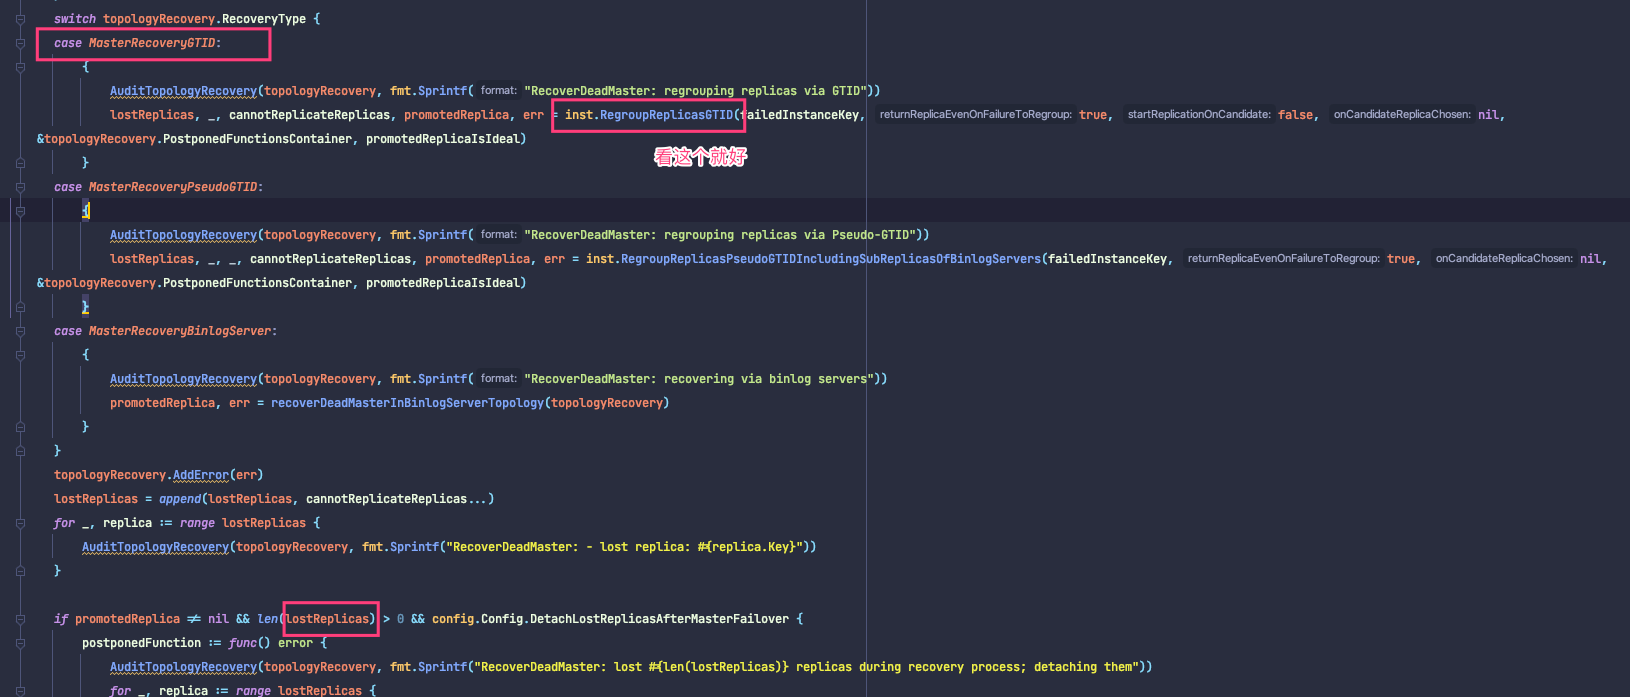 switch topologyRecovery.RecoveryType {
case MasterRecoveryGTID:
{
AuditTopologyRecovery(topologyRecovery, fmt.Sprintf( format: "RecoverDeadMaster: regrouping replicas via GTID"))
lostReplicas, _, cannotReplicateReplicas, promotedReplica, err = inst.RegroupReplicasGTID(failedInstanceKey, returnReplicaEvenOnFailureToRegroup: true, startReplicationOnCandidate: false, onCandidateReplicaChosen: nil,
&topologyRecovery.PostponedFunctionsContainer, promotedReplicaIsIdeal)
看这个就好
}
case MasterRecoveryPseudoGTID:
{
AuditTopologyRecovery(topologyRecovery, fmt.Sprintf( format: "RecoverDeadMaster: regrouping replicas via Pseudo-GTID"))
lostReplicas, _, _, cannotReplicateReplicas, promotedReplica, err = inst.RegroupReplicasPseudoGTIDIncludingSubReplicasOfBinlogServers(failedInstanceKey, returnReplicaEvenOnFailureToRegroup: true, onCandidateReplicaChosen: nil,
&topologyRecovery.PostponedFunctionsContainer, promotedReplicaIsIdeal)
}
case MasterRecoveryBinlogServer:
{
AuditTopologyRecovery(topologyRecovery, fmt.Sprintf( format: "RecoverDeadMaster: recovering via binlog servers"))
promotedReplica, err = recoverDeadMasterInBinlogServerTopology(topologyRecovery)
}
}
topologyRecovery.AddError(err)
lostReplicas = append(lostReplicas, cannotReplicateReplicas...)
for _, replica := range lostReplicas {
AuditTopologyRecovery(topologyRecovery, fmt.Sprintf("RecoverDeadMaster: - lost replica: #{replica.Key}"))
}
if promotedReplica ≠ nil && len(lostReplicas) > 0 && config.Config.DetachLostReplicasAfterMasterFailover {
postponedFunction := func() error {
AuditTopologyRecovery(topologyRecovery, fmt.Sprintf("RecoverDeadMaster: lost #{len(lostReplicas)} replicas during recovery process; detaching them"))
for _, replica := range lostReplicas {